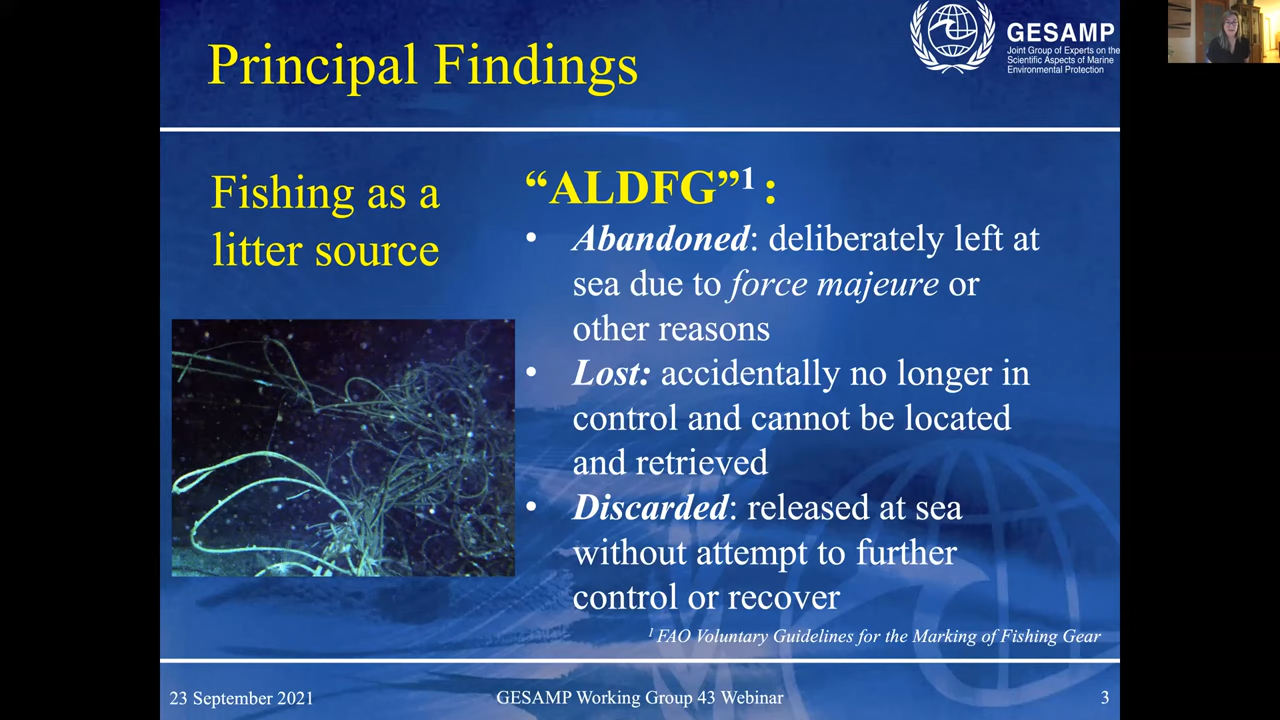 Principal Findings
GESAMP
Joint Group of Experts on the
Scientific Aspects of Marine
Environmental Protection
Fishing as a
litter source
“ALDFG”¹ :
• Abandoned: deliberately left at
sea due to force majeure or
other reasons
• Lost: accidentally no longer in
control and cannot be located
and retrieved
• Discarded: released at sea
without attempt to further
control or recover
¹ FAO Voluntary Guidelines for the Marking of Fishing Gear
23 September 2021
GESAMP Working Group 43 Webinar
3